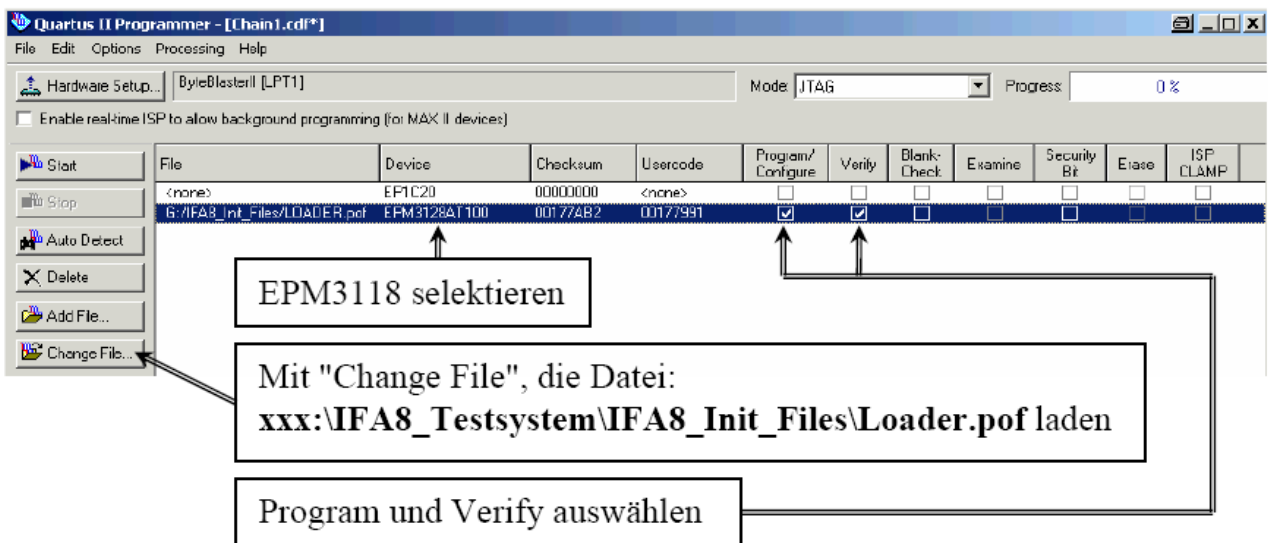 Quartus II Programmer - [Chain1.cdf*]
File Edit Options Processing Help
Hardware Setup... ByteBlasterII [LPT1] Mode: JTAG Progress: 0 %
Enable real-time ISP to allow background programming (for MAX II devices)
Start File Device Checksum Usercode Program/ Configure Verify Blank- Check Examine Security Bit Erase ISP CLAMP
<none> EP1C20 00000000 <none>
Stop
G:/IFA8_Init_Files/LOADER.pof EPM3128AT100 00177AB2 00177991
Auto Detect
Delete
EPM3118 selektieren
Add File...
Change File...
Mit "Change File", die Datei:
xxx:\IFA8_Testsystem\IFA8_Init_Files\Loader.pof laden
Program und Verify auswählen